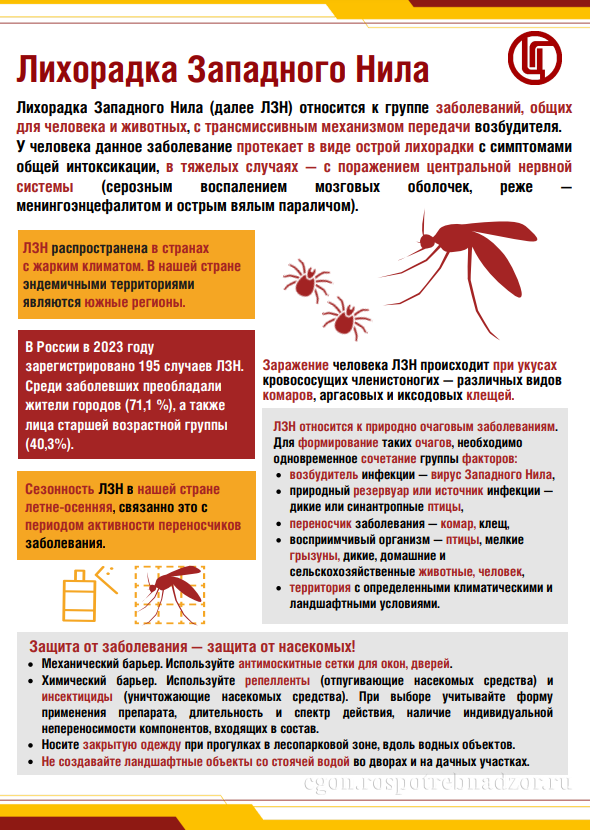 Лихорадка Западного Нила
Лихорадка Западного Нила (далее ЛЗН) относится к группе заболеваний, общих
для человека и животных, с трансмиссивным механизмом передачи возбудителя.
У человека данное заболевание протекает в виде острой лихорадки с симптомами
общей интоксикации, в тяжелых случаях — с поражением центральной нервной
системы (серозным воспалением мозговых оболочек, реже —
менингоэнцефалитом и острым вялым параличом).
ЛЗН распространена в странах
с жарким климатом. В нашей стране
эндемичными территориями
являются южные регионы.
В России в 2023 году
зарегистрировано 195 случаев ЛЗН.
Среди заболевших преобладали
жители городов (71,1 %), а также
лица старшей возрастной группы
(40,3%).
Сезонность ЛЗН в нашей стране
летне-осенняя, связанно это с
периодом активности переносчиков
заболевания.
Заражение человека ЛЗН происходит при укусах
кровососущих членистоногих — различных видов
комаров, аргасовых и иксодовых клещей.
ЛЗН относится к природно очаговым заболеваниям.
Для формирование таких очагов, необходимо
одновременное сочетание группы факторов:
• возбудитель инфекции — вирус Западного Нила,
• природный резервуар или источник инфекции —
дикие или синантропные птицы,
• переносчик заболевания — комар, клещ,
• восприимчивый организм — птицы, мелкие
грызуны, дикие, домашние и
сельскохозяйственные животные, человек,
• территория с определенными климатическими и
ландшафтными условиями.
Защита от заболевания — защита от насекомых!
• Механический барьер. Используйте антимоскитные сетки для окон, дверей.
• Химический барьер. Используйте репелленты (отпугивающие насекомых средства) и
инсектициды (уничтожающие насекомых средства). При выборе учитывайте форму
применения препарата, длительность и спектр действия, наличие индивидуальной
непереносимости компонентов, входящих в состав.
• Носите закрытую одежду при прогулках в лесопарковой зоне, вдоль водных объектов.
• Не создавайте ландшафтные объекты со стоячей водой во дворах и на дачных участках.
cgon.rospotrebnadzor.ru